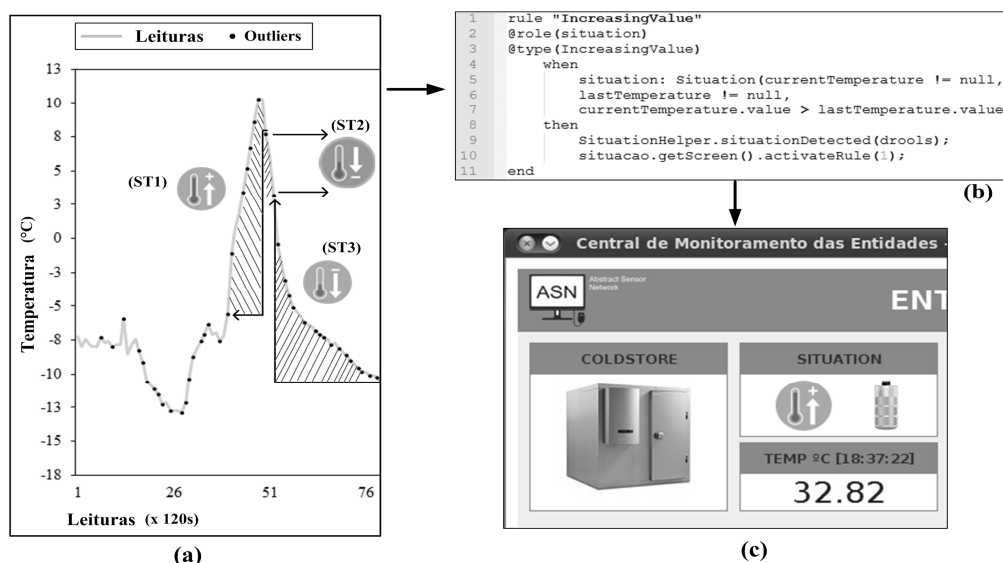 Leituras
Outliers
13
10
8
5
3
0
-3
-5
-8
-10
-13
-15
-18
Temperatura (°C)
(ST1)
(ST2)
(ST3)
1
26
51
76
Leituras (x 120s)
(a)
1 rule "IncreasingValue"
2 @role(situation)
3 @type(IncreasingValue)
4 when
5 situation: Situation(currentTemperature != null,
6 lastTemperature != null,
7 currentTemperature.value > lastTemperature.value
8 then
9 SituationHelper.situationDetected(drools);
10 situacao.getScreen().activateRule(1);
11 end
(b)
Central de Monitoramento das Entidades -
ASN
Abstract Sensor
Network
ENT
COLDSTORE
SITUATION
TEMP ºC [18:37:22]
32.82
(c)